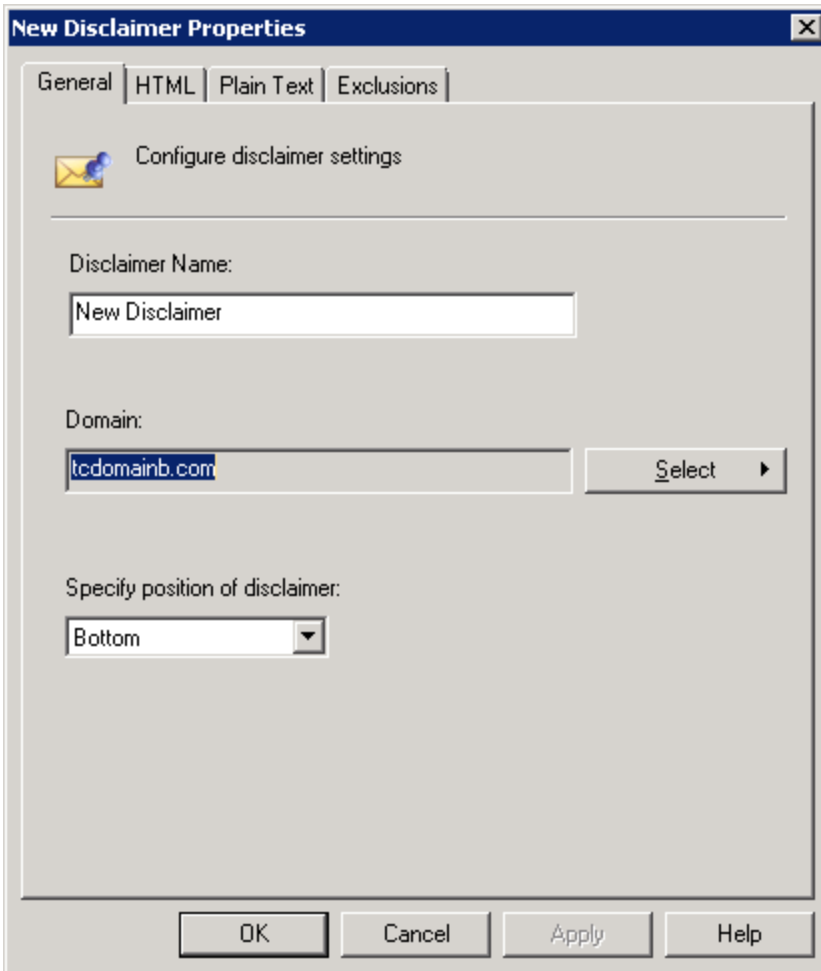 New Disclaimer Properties
General HTML Plain Text Exclusions
Configure disclaimer settings
Disclaimer Name:
New Disclaimer
Domain:
tcdomainb.com Select
Specify position of disclaimer:
Bottom
OK Cancel Apply Help